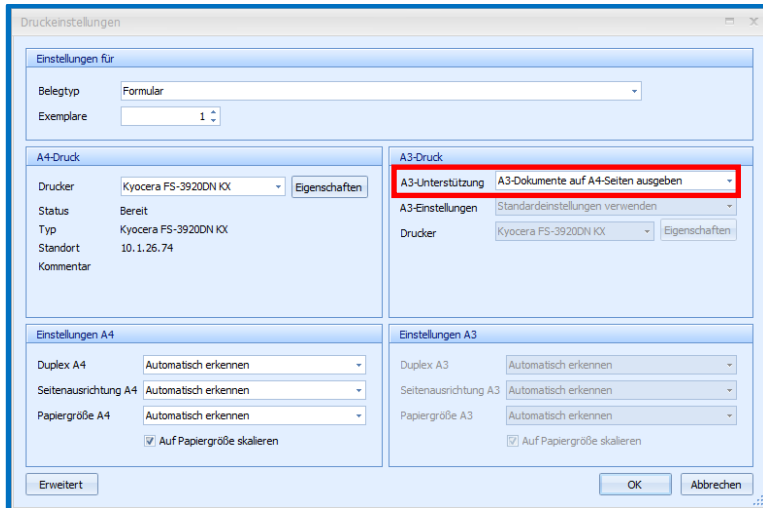 Druckeinstellungen
Einstellungen für
Belegtyp Formular
Exemplare 1
A4-Druck
Drucker Kyocera FS-3920DN KX Eigenschaften
Status Bereit
Typ Kyocera FS-3920DN KX
Standort 10.1.26.74
Kommentar
A3-Druck
A3-Unterstützung A3-Dokumente auf A4-Seiten ausgeben
A3-Einstellungen Standardeinstellungen verwenden
Drucker Kyocera FS-3920DN KX Eigenschaften
Einstellungen A4
Duplex A4 Automatisch erkennen
Seitenausrichtung A4 Automatisch erkennen
Papiergröße A4 Automatisch erkennen
Auf Papiergröße skalieren
Einstellungen A3
Duplex A3 Automatisch erkennen
Seitenausrichtung A3 Automatisch erkennen
Papiergröße A3 Automatisch erkennen
Auf Papiergröße skalieren
Erweitert OK Abbrechen